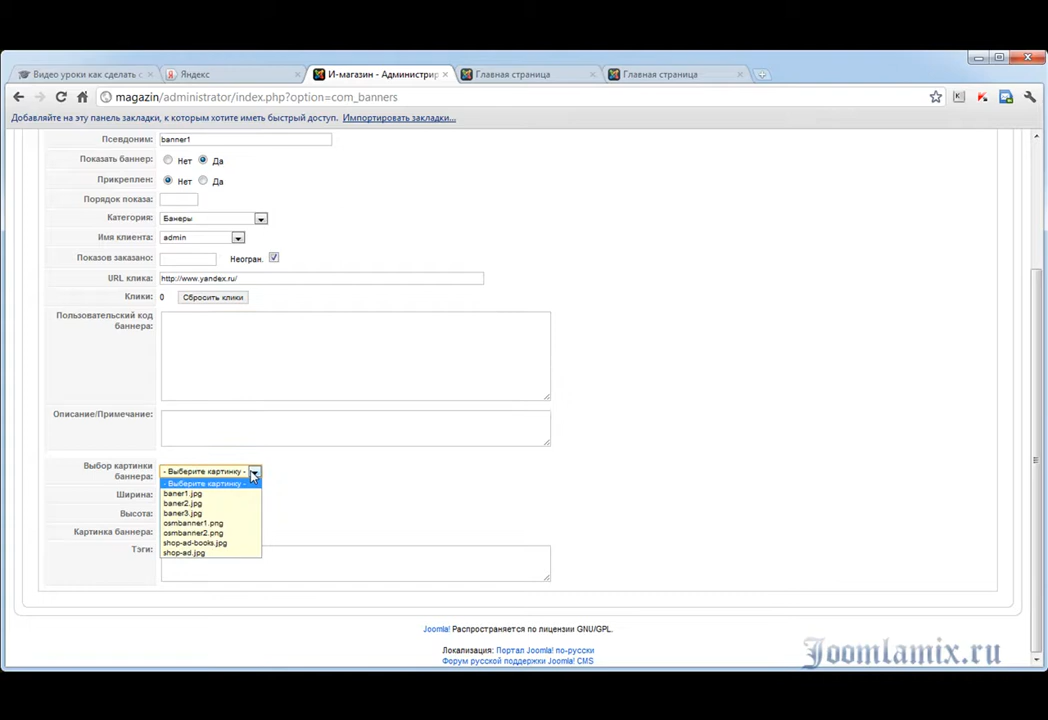 Видео уроки как сделать с
Яндекс
И-магазин - Администрир
Главная страница
Главная страница
magazin/administrator/index.php?option=com_banners
Добавляйте на эту панель закладки, к которым хотите иметь быстрый доступ. Импортировать закладки...
Псевдоним: banner1
Показать баннер: Нет Да
Прикреплен: Нет Да
Порядок показа:
Категория: Банеры
Имя клиента: admin
Показов заказано: Неогран.
URL клика: http://www.yandex.ru/
Клики: 0 Сбросить клики
Пользовательский код
баннера:
Описание/Примечание:
Выбор картинки
баннера:
- Выберите картинку -
- Выберите картинку -
baner1.jpg
baner2.jpg
baner3.jpg
osmbanner1.png
osmbanner2.png
shop-ad-books.jpg
shop-ad.jpg
Ширина:
Высота:
Картинка баннера:
Тэги:
Joomla! Распространяется по лицензии GNU/GPL.
Локализация: Портал Joomla! по-русски
Форум русской поддержки Joomla! CMS
Joomlamix.ru